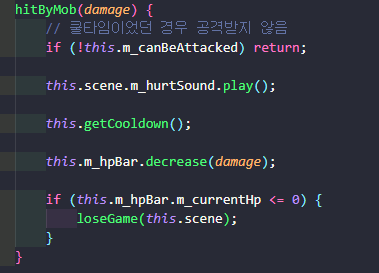 hitByMob(damage) {
// 쿨타임이었던 경우 공격받지 않음
if (!this.m_canBeAttacked) return;
this.scene.m_hurtSound.play();
this.getCooldown();
this.m_hpBar.decrease(damage);
if (this.m_hpBar.m_currentHp <= 0) {
loseGame(this.scene);
}
}